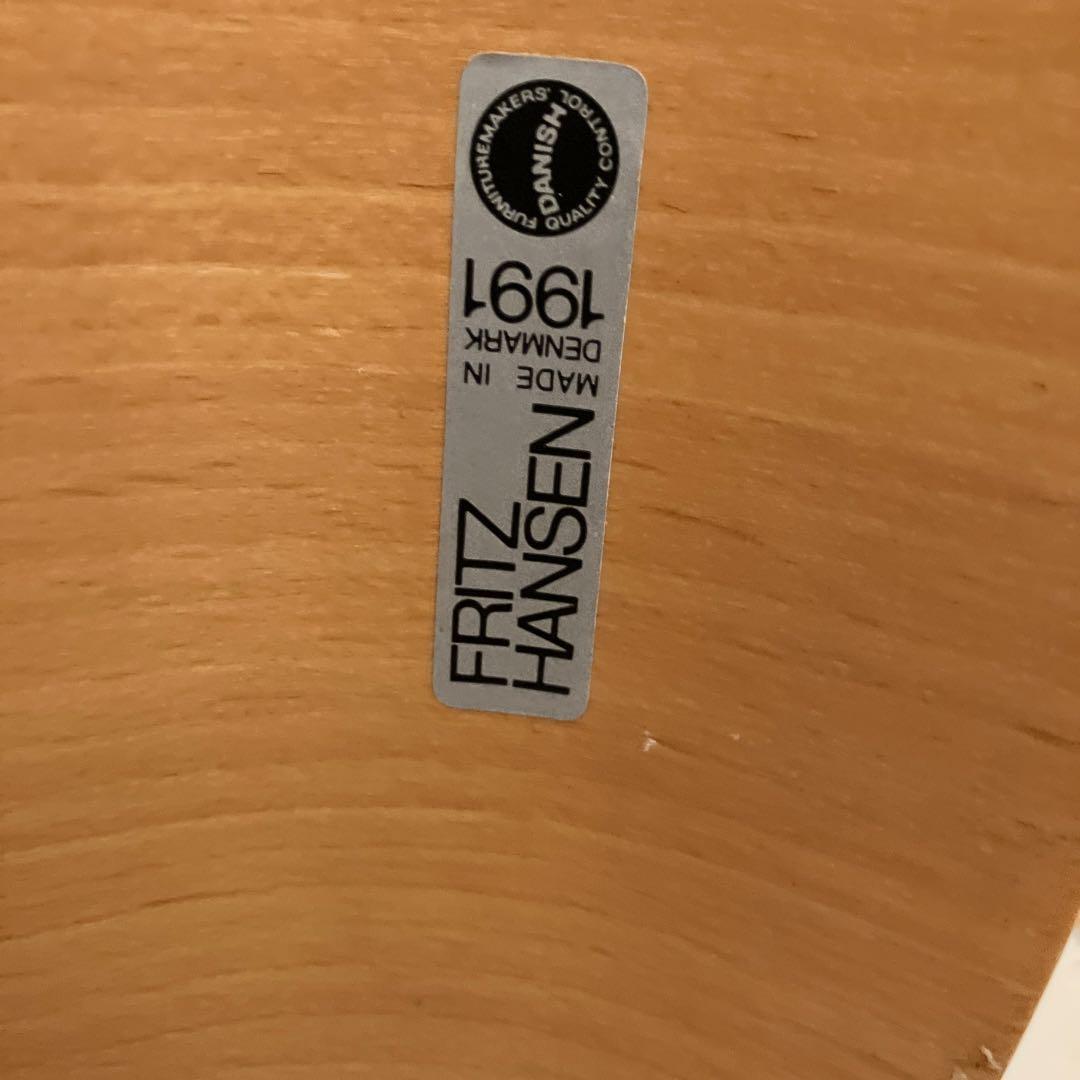 FRITZ
HANSEN
MADE IN
DENMARK
1991
DANISH
FURNITUREMAKERS' QUALITY CONTROL